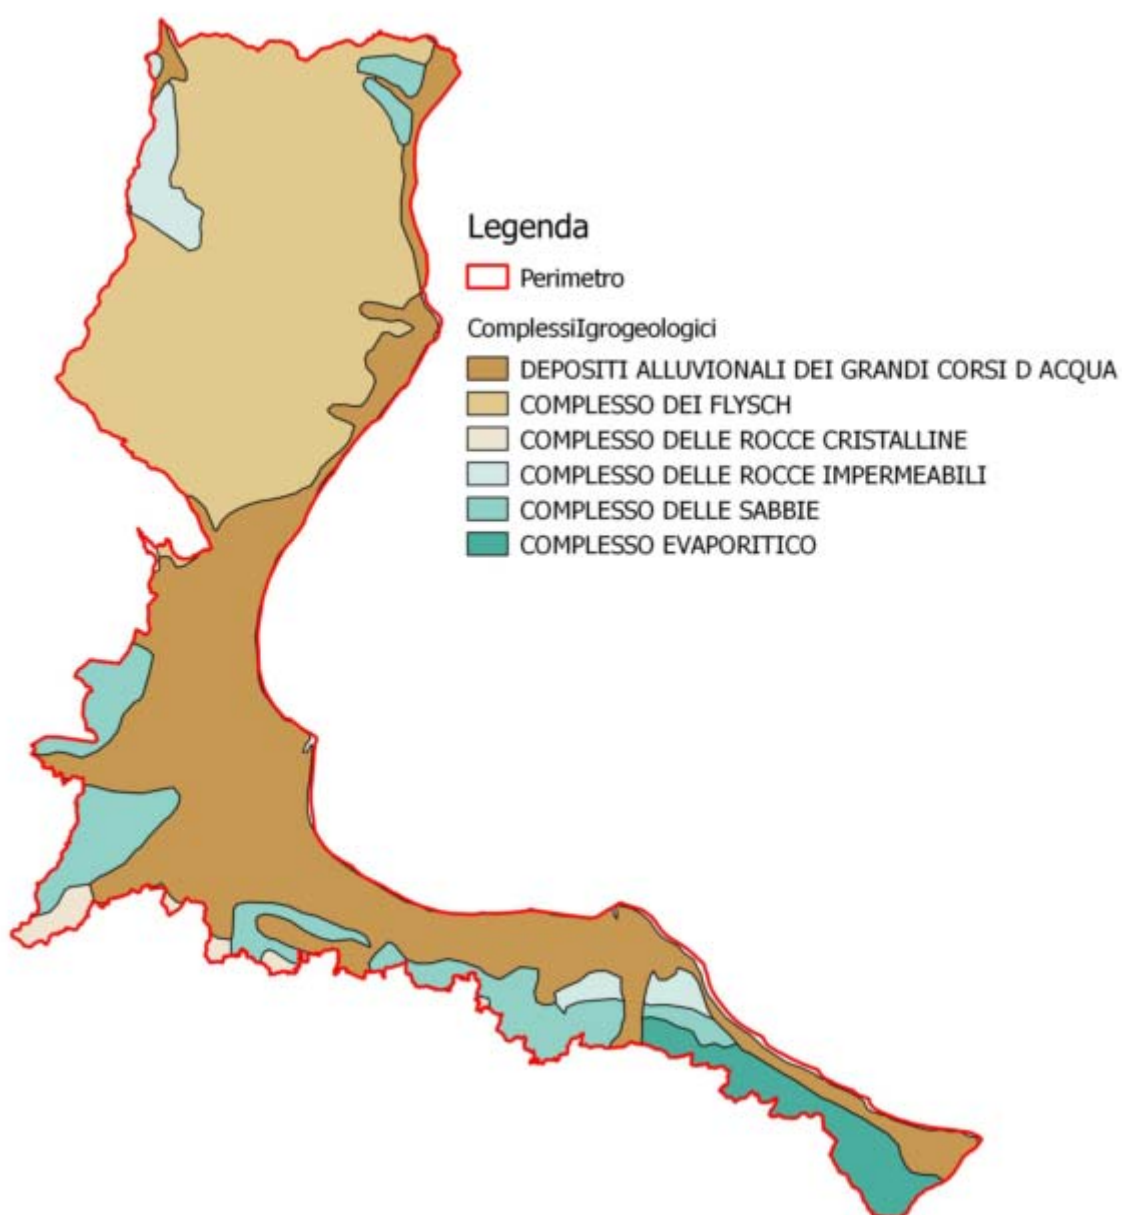 Legenda
Perimetro
ComplessiIgrogeologici
DEPOSITI ALLUVIONALI DEI GRANDI CORSI D ACQUA
COMPLESSO DEI FLYSCH
COMPLESSO DELLE ROCCE CRISTALLINE
COMPLESSO DELLE ROCCE IMPERMEABILI
COMPLESSO DELLE SABBIE
COMPLESSO EVAPORITICO